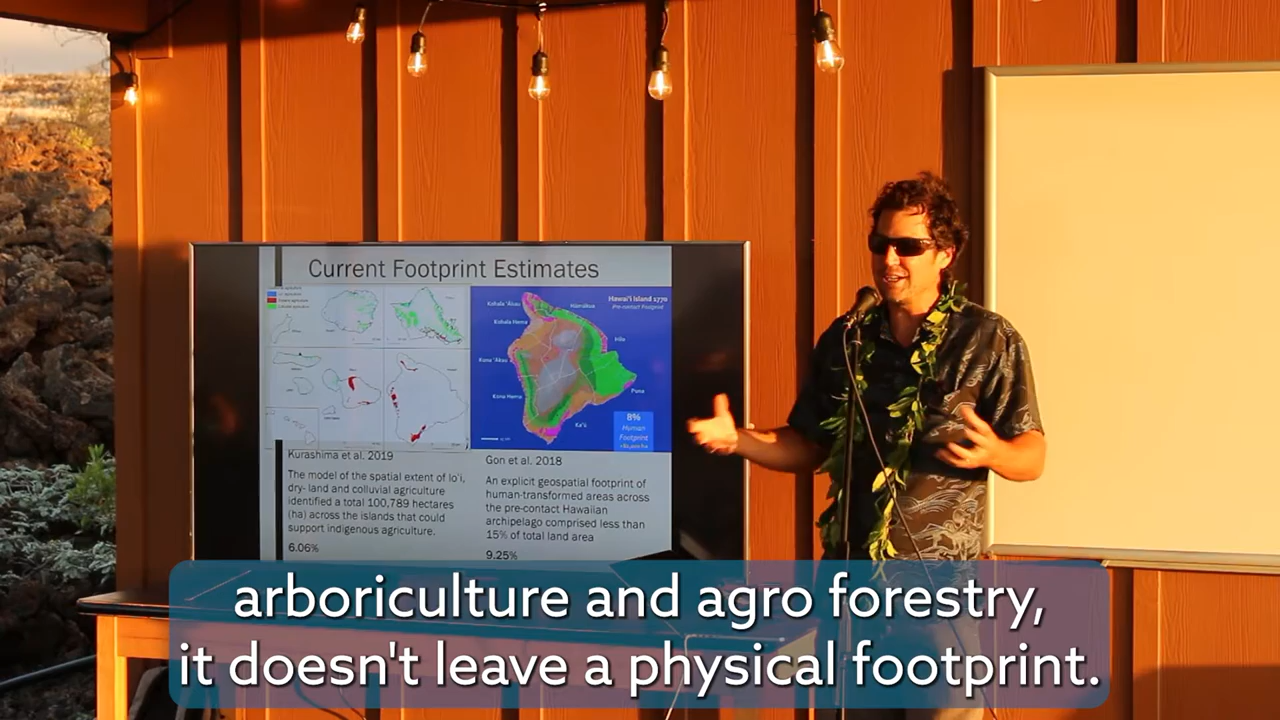 Current Footprint Estimates
Hawai'i Island 1770
Pre-contact Footprint
Kohala 'Akau
Hāmākua
Kohala Hema
Hilo
Kona 'Akau
Puna
Kona Hema
Ka'ū
8%
Human
Footprint
Kurashima et al. 2019
The model of the spatial extent of lo'i,
dry- land and colluvial agriculture
identified a total 100,789 hectares
(ha) across the islands that could
support indigenous agriculture.
6.06%
Gon et al. 2018
An explicit geospatial footprint of
human-transformed areas across
the pre-contact Hawaiian
archipelago comprised less than
15% of total land area
9.25%
arboriculture and agro forestry,
it doesn't leave a physical footprint.